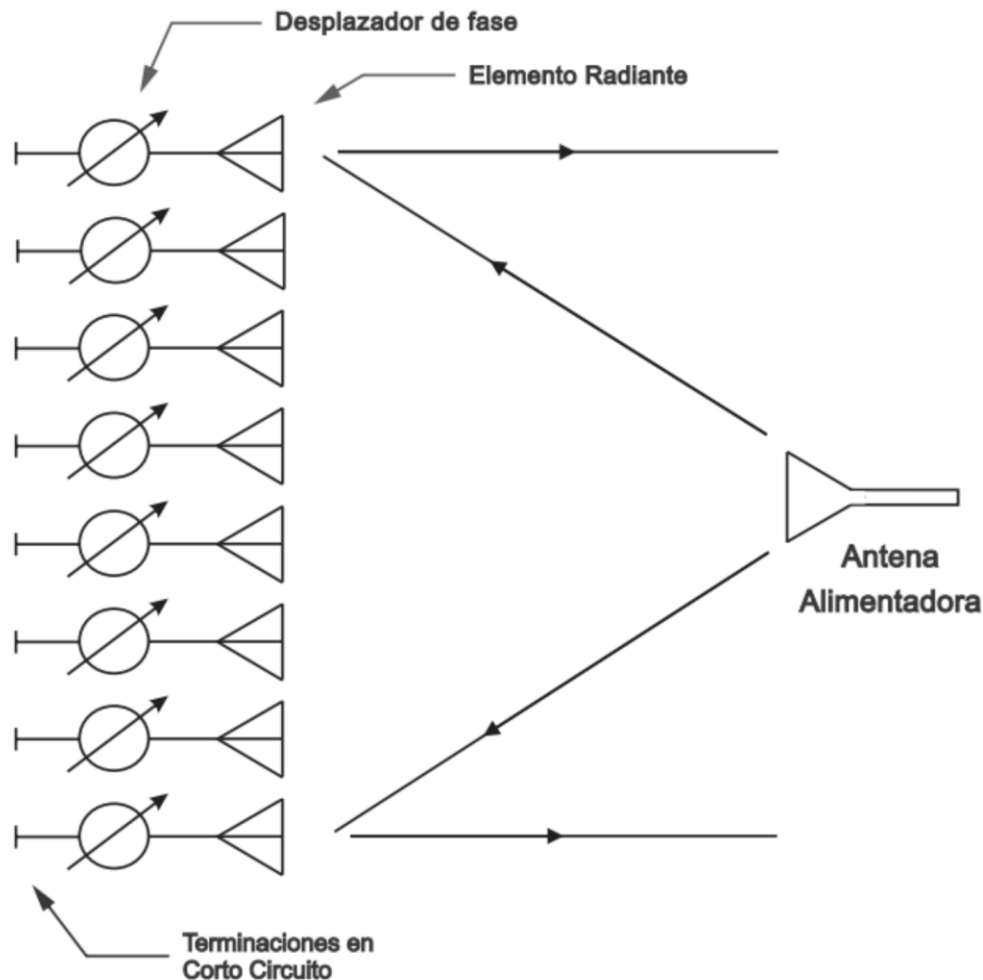 Desplazador de fase
Elemento Radiante
Antena
Alimentadora
Terminaciones en
Corto Circuito